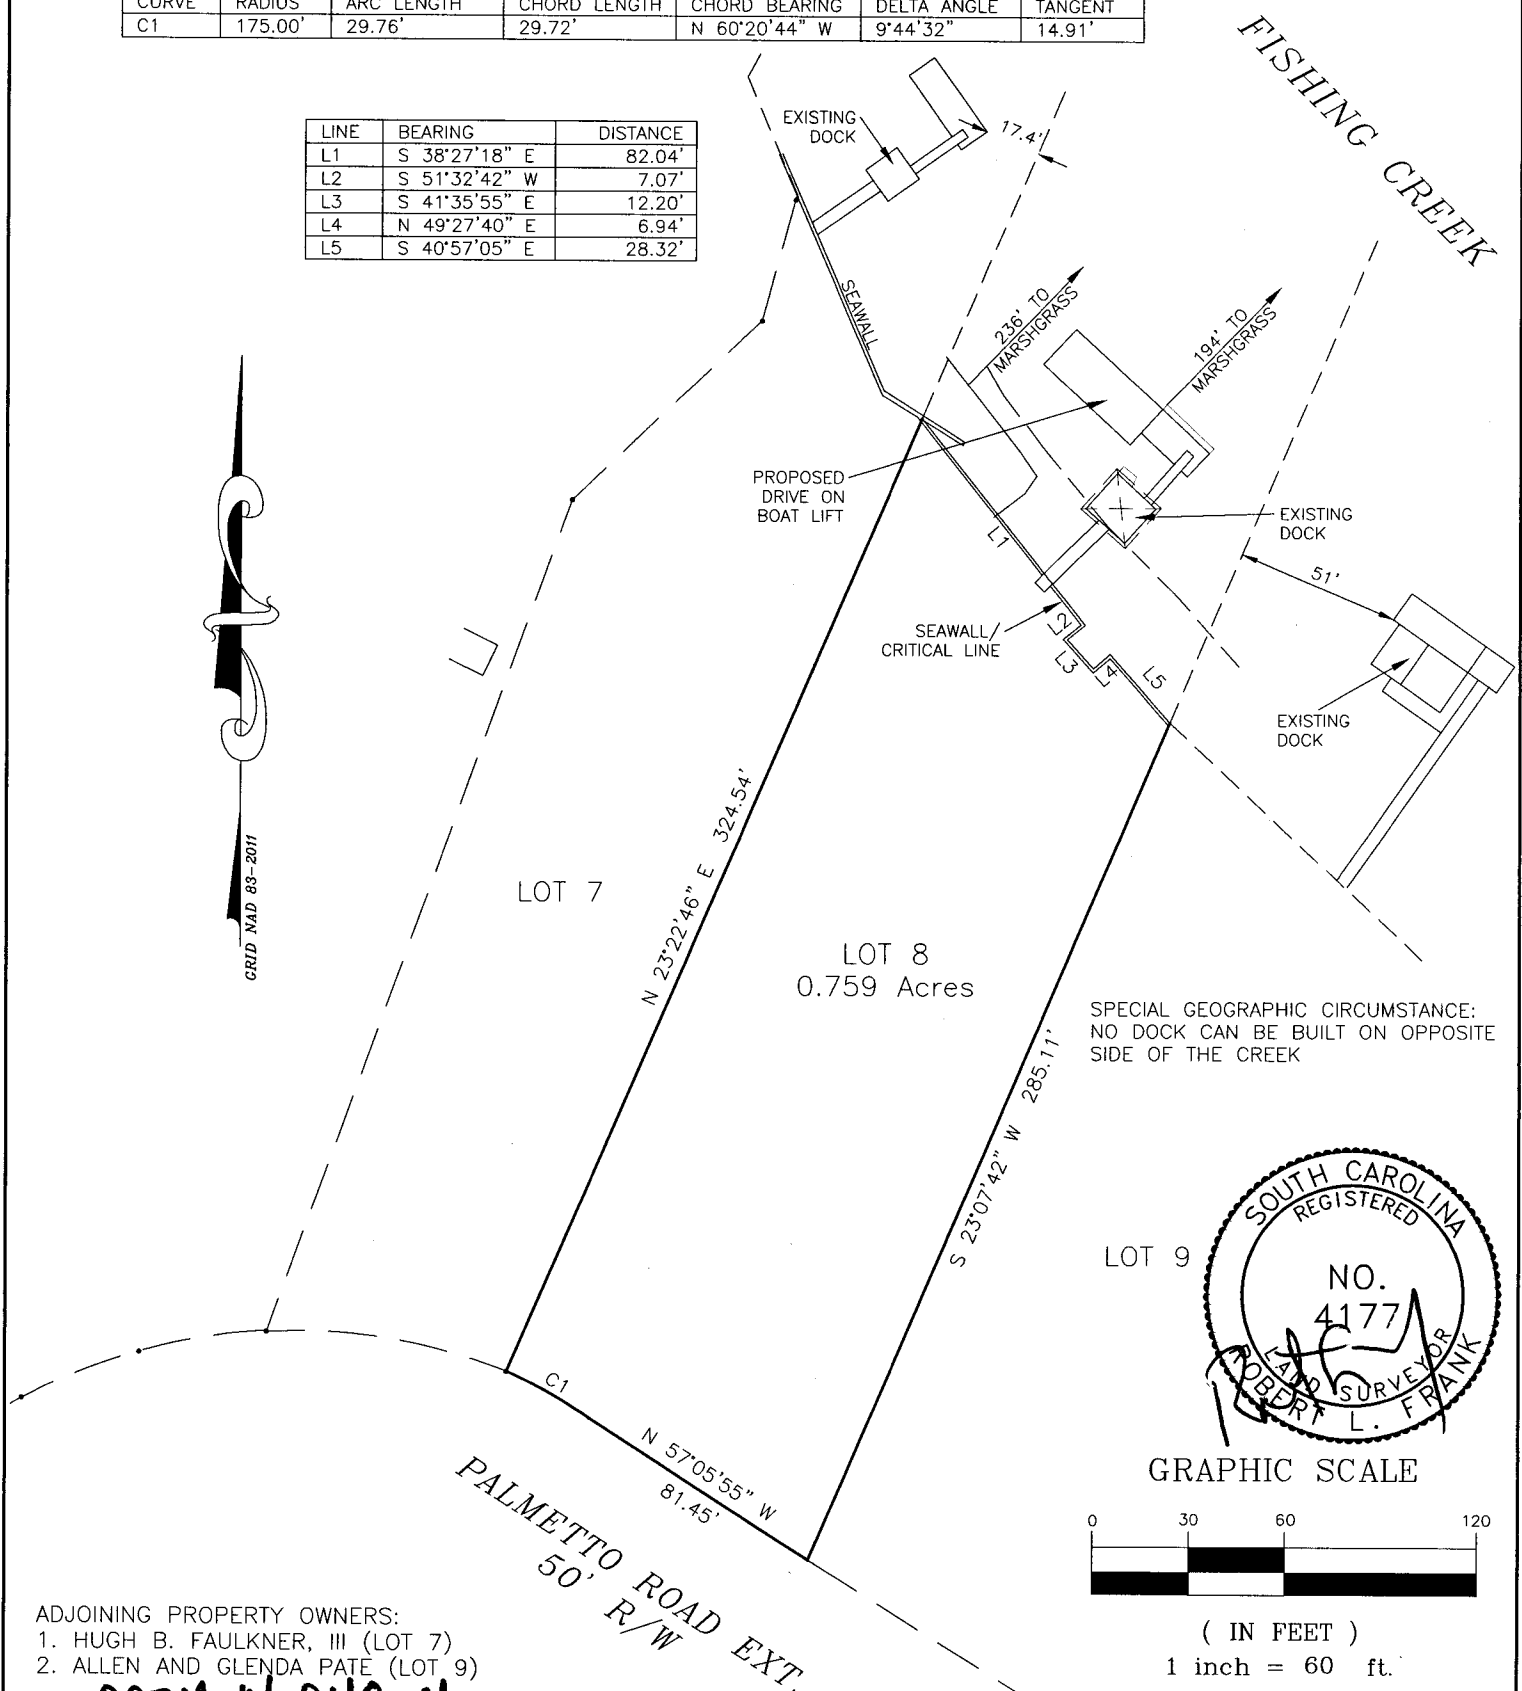 CURVE RADIUS ARC LENGTH CHORD LENGTH CHORD BEARING DELTA ANGLE TANGENT
C1 175.00' 29.76' 29.72' N 60°20'44" W 9°44'32" 14.91'
FISHING CREEK
LINE BEARING DISTANCE
L1 S 38°27'18" E 82.04'
L2 S 51°32'42" W 7.07'
L3 S 41°35'55" E 12.20'
L4 N 49°27'40" E 6.94'
L5 S 40°57'05" E 28.32'
EXISTING
DOCK
17.4'
SEAWALL
236' TO
MARSHGRASS
194' TO
MARSHGRASS
PROPOSED
DRIVE ON
BOAT LIFT
L1
EXISTING
DOCK
51'
SEAWALL/
CRITICAL LINE
L2
L3
L4
L5
EXISTING
DOCK
GRID NAD 83-2011
N 23°22'46" E 324.54'
LOT 7
LOT 8
0.759 Acres
S 23°07'42" W 285.11'
SPECIAL GEOGRAPHIC CIRCUMSTANCE:
NO DOCK CAN BE BUILT ON OPPOSITE
SIDE OF THE CREEK
LOT 9
SOUTH CAROLINA
REGISTERED
NO.
4177
LAND SURVEYOR
ROBERT L. FRANK
C1
N 57°05'55" W
81.45'
PALMETTO ROAD EXT.
50' R/W
GRAPHIC SCALE
0 30 60 120
( IN FEET )
1 inch = 60 ft.
ADJOINING PROPERTY OWNERS:
1. HUGH B. FAULKNER, III (LOT 7)
2. ALLEN AND GLENDA PATE (LOT 9)